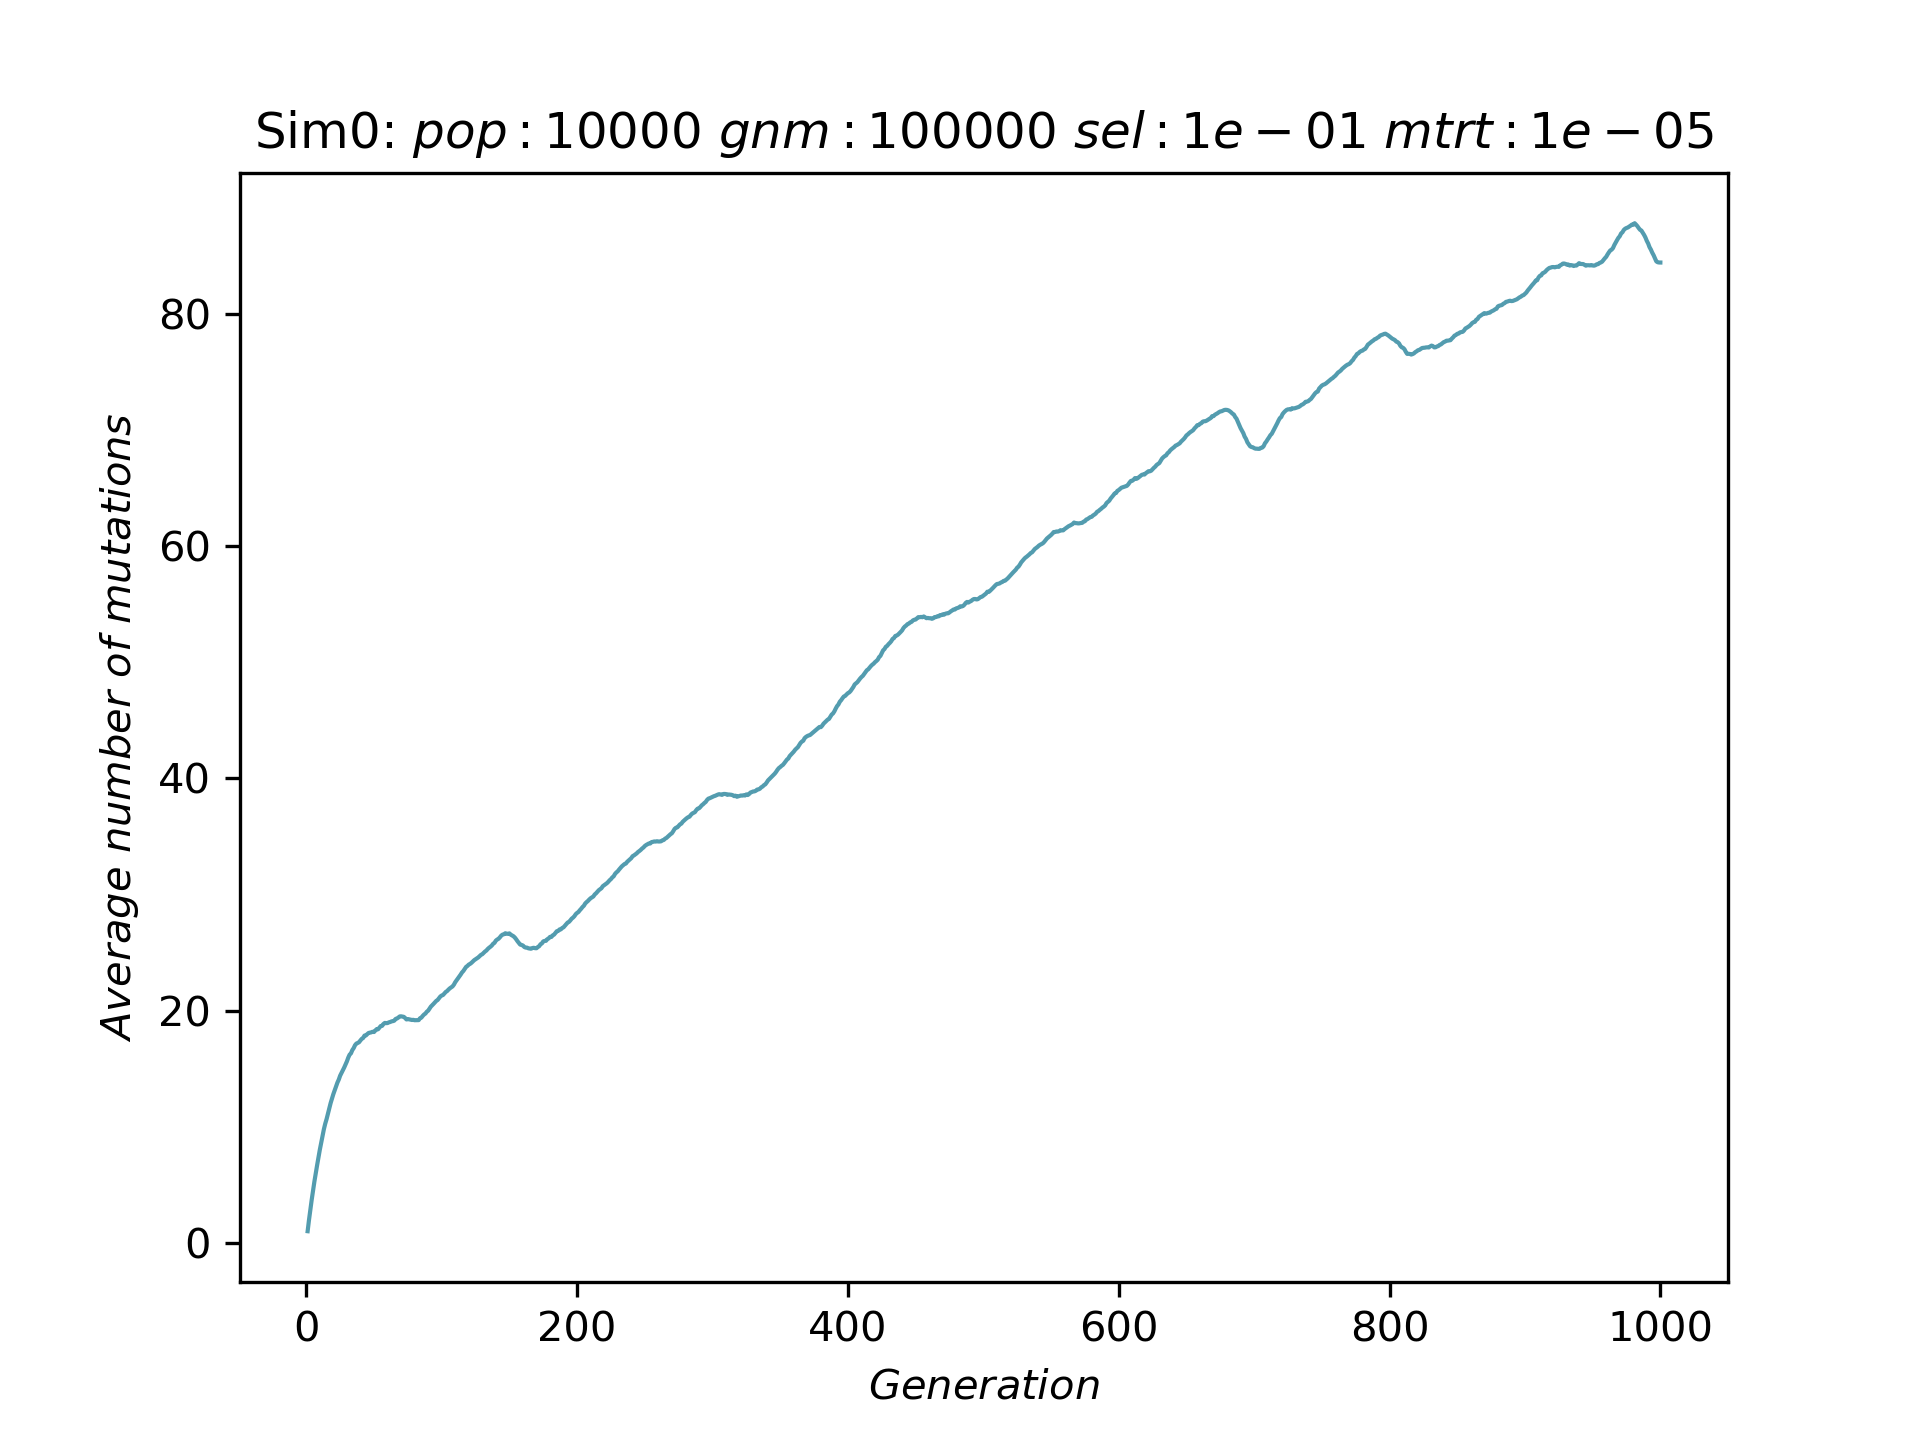 Sim0: pop : 10000 gnm : 100000 sel : 1e − 01 mtrt : 1e − 05
Average number of mutations
80
60
40
20
0
0 200 400 600 800 1000
Generation